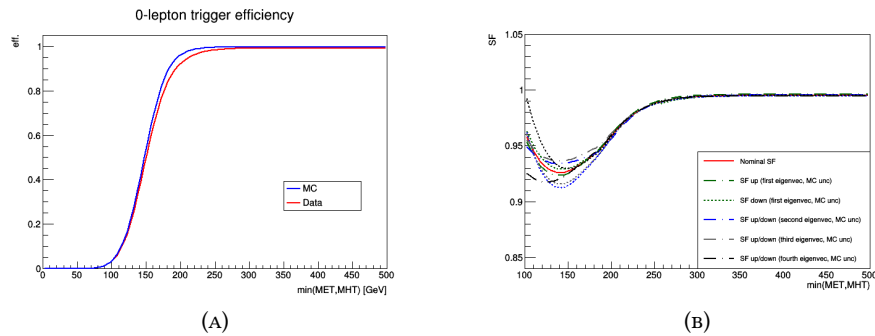 0-lepton trigger efficiency
eff.
1
0.8
0.6
0.4
0.2
0
MC
Data
0 50 100 150 200 250 300 350 400 450 500
min(MET,MHT) [GeV]
(A)
SF
1.05
1
0.95
0.9
0.85
Nominal SF
SF up (first eigenvec, MC unc)
SF down (first eigenvec, MC unc)
SF up/down (second eigenvec, MC unc)
SF up/down (third eigenvec, MC unc)
SF up/down (fourth eigenvec, MC unc)
100 150 200 250 300 350 400 450 500
min(MET,MHT)
(B)